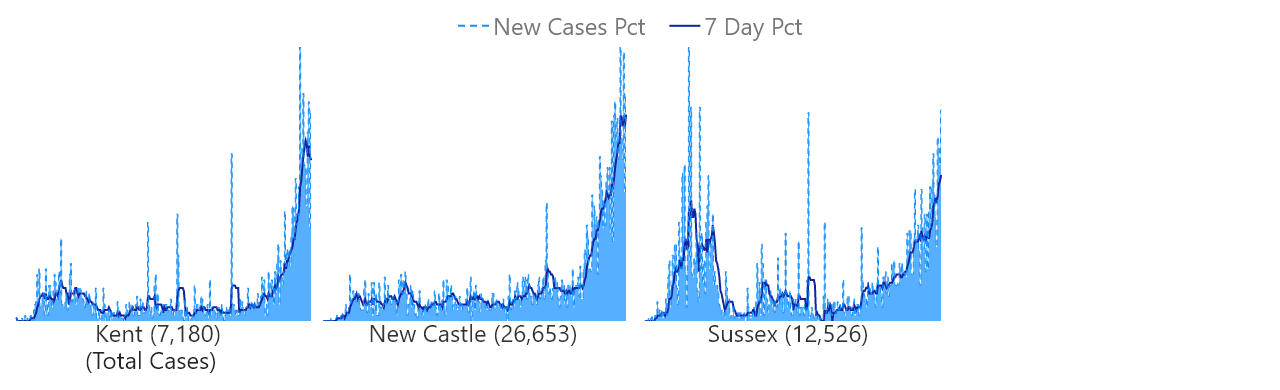 New Cases Pct 7 Day Pct
Kent (7,180) New Castle (26,653) Sussex (12,526)
(Total Cases)